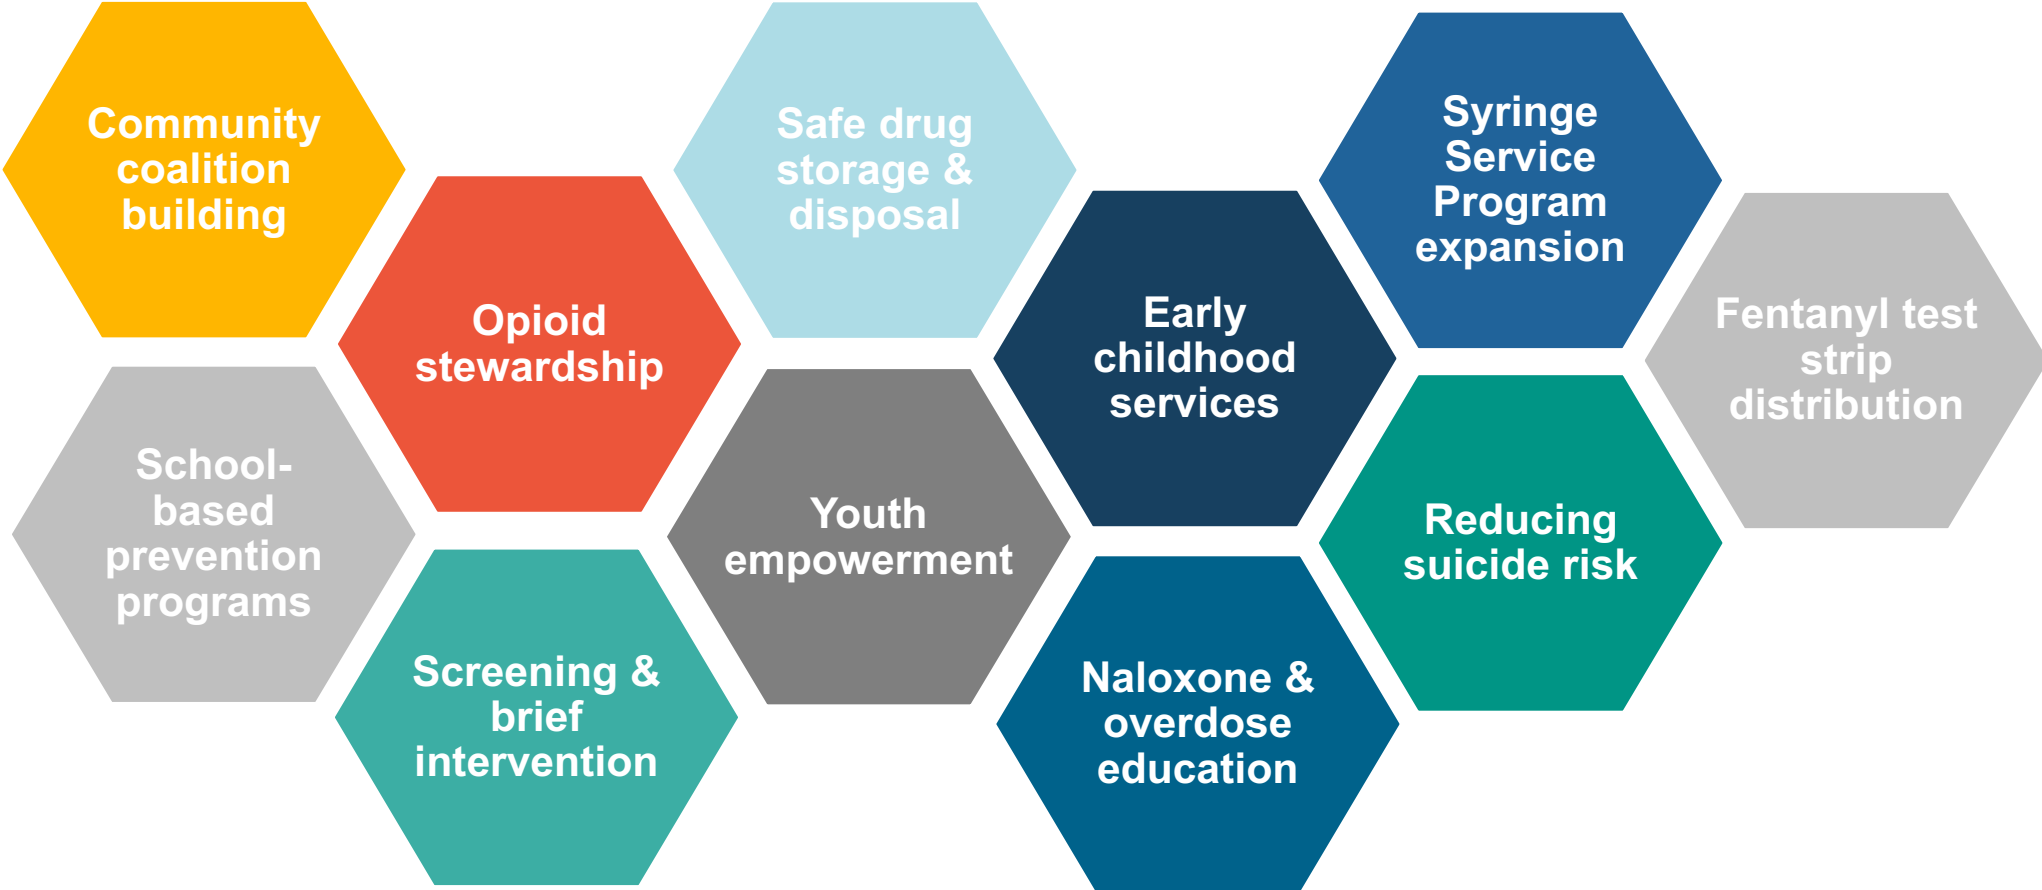 Community
coalition
building
Safe drug
storage &
disposal
Syringe
Service
Program
expansion
Opioid
stewardship
Early
childhood
services
Fentanyl test
strip
distribution
School-
based
prevention
programs
Youth
empowerment
Reducing
suicide risk
Screening &
brief
intervention
Naloxone &
overdose
education